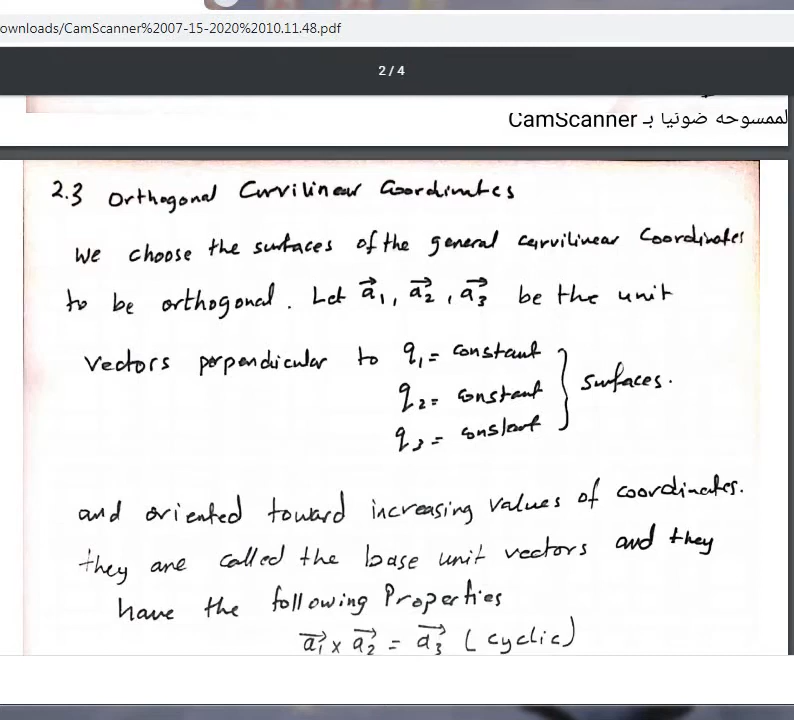 ownloads/CamScanner%2007-15-2020%2010.11.48.pdf
2 / 4
لممسوحه ضونيا بـ CamScanner
2.3 Orthogonal Curvilinear Coordinates
We choose the surfaces of the general curvilinear Coordinates
to be orthogonal. Let a⃗1, a⃗2, a⃗3 be the unit
Vectors perpendicular to q1 = constant
q2 = constant } surfaces.
q3 = constant
and oriented toward increasing values of coordinates.
they are called the base unit vectors and they
have the following Properties
a⃗1 x a⃗2 = a⃗3 (cyclic)